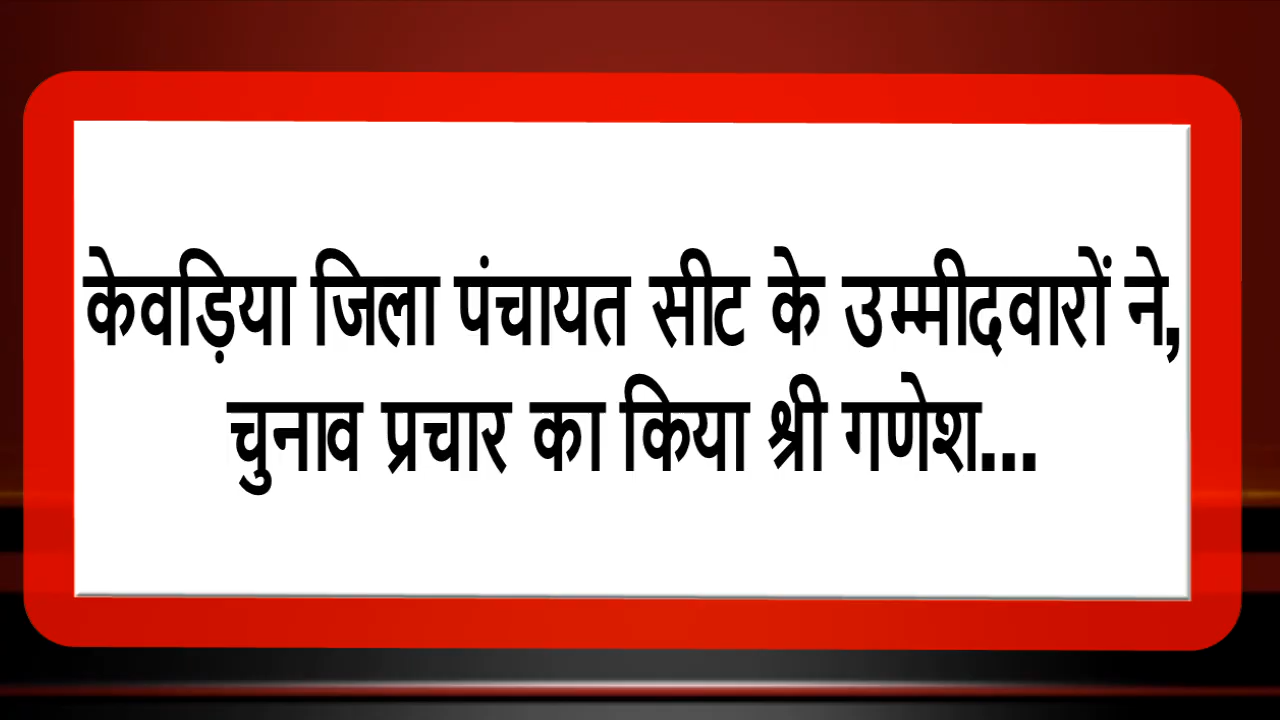 केवड़िया जिला पंचायत सीट के उम्मीदवारों ने,
चुनाव प्रचार का किया श्री गणेश...